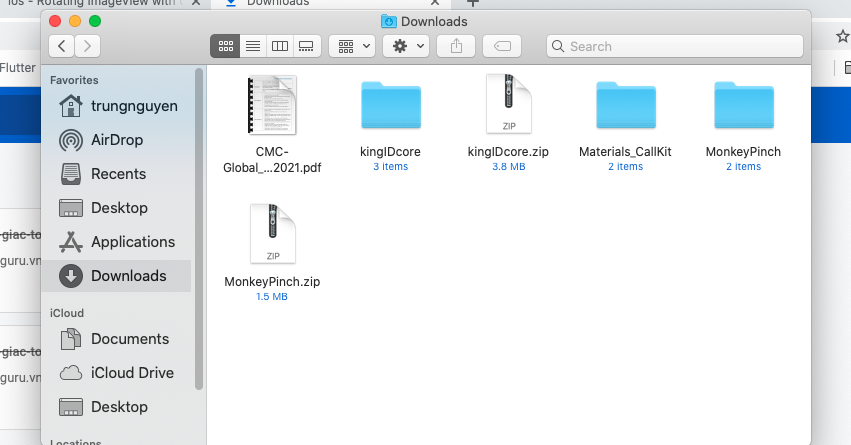 ios - Rotating ImageView with
Downloads
Downloads
Search
Flutter
Favorites
trungnguyen
AirDrop
Recents
Desktop
Applications
Downloads
iCloud
Documents
iCloud Drive
Desktop
Locations
CMC-
Global_...2021.pdf
kingIDcore
3 items
ZIP
kingIDcore.zip
3.8 MB
Materials_CallKit
2 items
MonkeyPinch
2 items
ZIP
MonkeyPinch.zip
1.5 MB
giac-to
guru.vn
giac-to
guru.vn